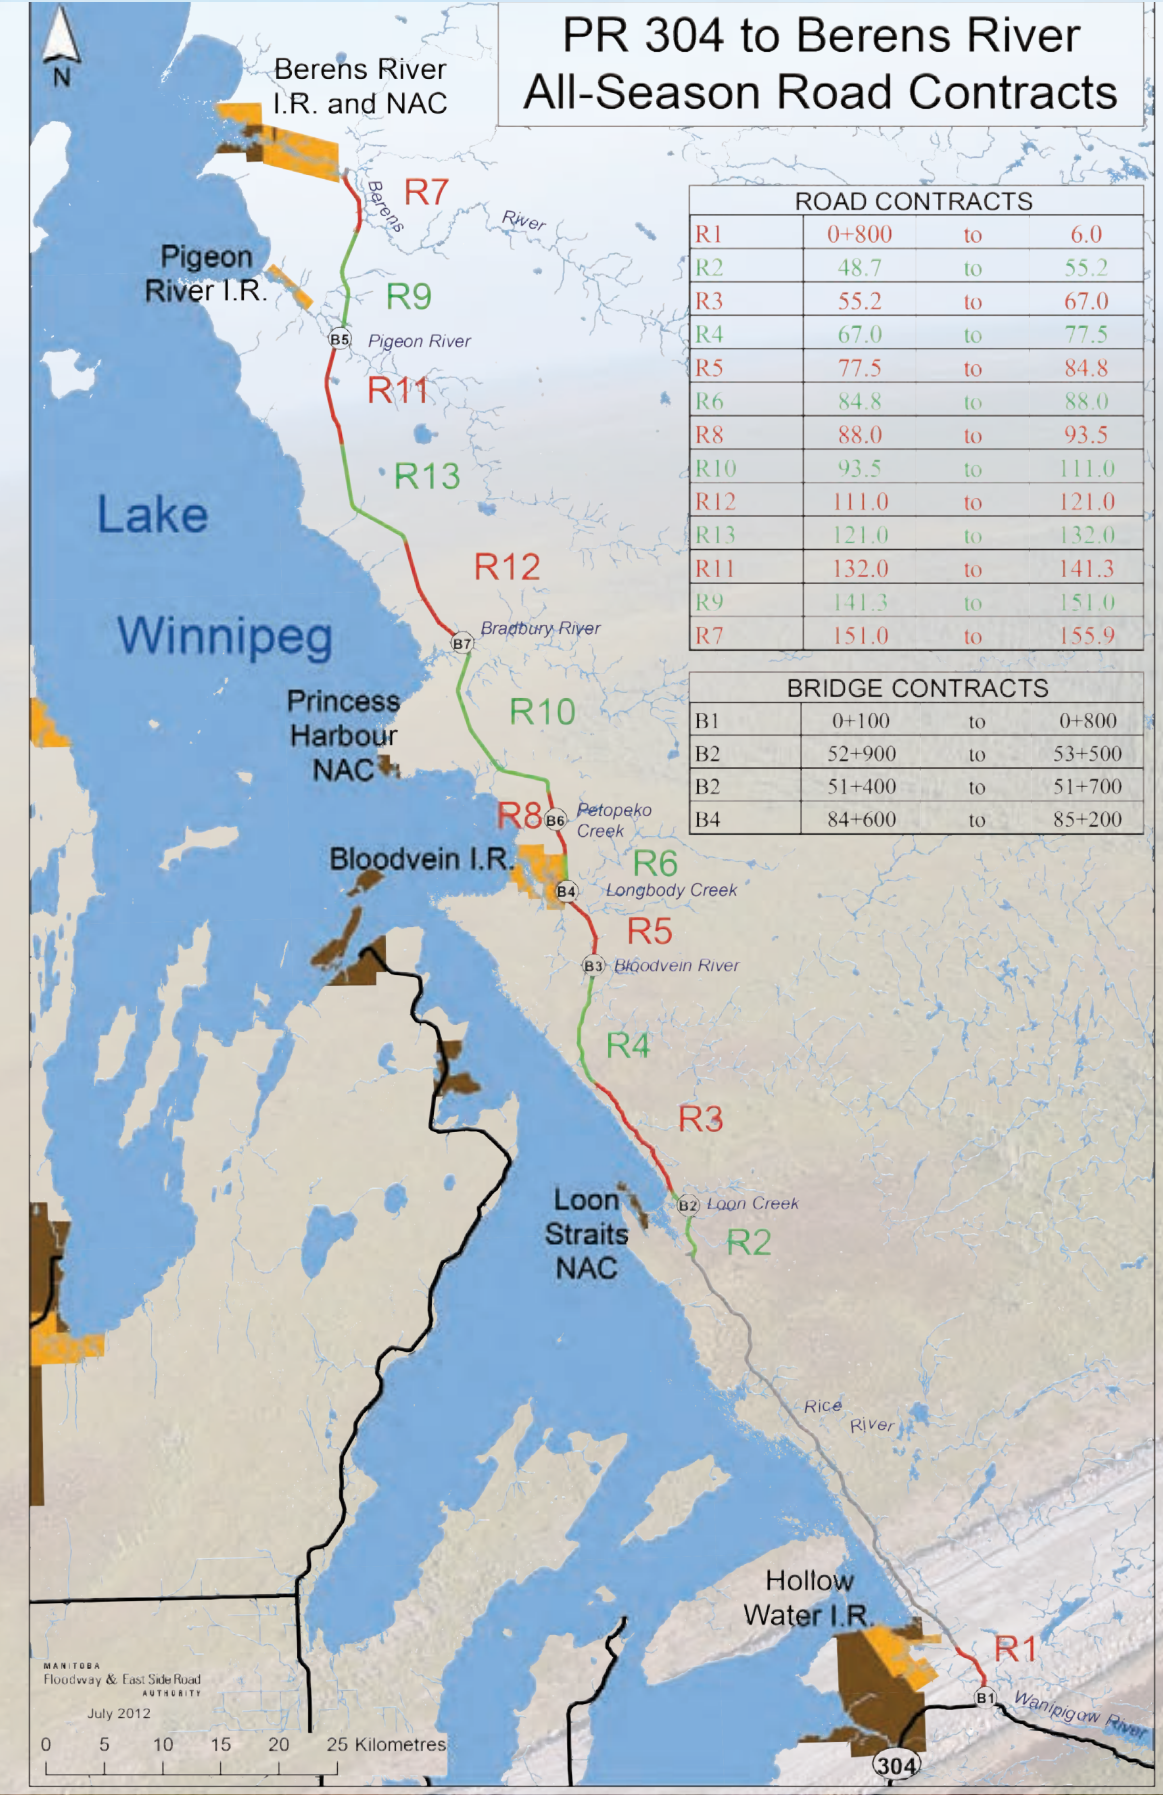 PR 304 to Berens River
All-Season Road Contracts
N
Berens River
I.R. and NAC
R7
Berens
River
Pigeon
River I.R.
R9
B5
Pigeon River
R11
R13
Lake
Winnipeg
R12
Bradbury River
B7
Princess
Harbour
NAC
R10
R8
B6
Petopeko
Creek
Bloodvein I.R.
R6
B4
Longbody Creek
R5
B3
Bloodvein River
R4
R3
Loon
Straits
NAC
B2
Loon Creek
R2
Rice
River
Hollow
Water I.R.
R1
B1
Wanipigow River
304
ROAD CONTRACTS
R1 0+800 to 6.0
R2 48.7 to 55.2
R3 55.2 to 67.0
R4 67.0 to 77.5
R5 77.5 to 84.8
R6 84.8 to 88.0
R8 88.0 to 93.5
R10 93.5 to 111.0
R12 111.0 to 121.0
R13 121.0 to 132.0
R11 132.0 to 141.3
R9 141.3 to 151.0
R7 151.0 to 155.9
BRIDGE CONTRACTS
B1 0+100 to 0+800
B2 52+900 to 53+500
B2 51+400 to 51+700
B4 84+600 to 85+200
MANITOBA
Floodway & East Side Road
AUTHORITY
July 2012
0 5 10 15 20 25 Kilometres